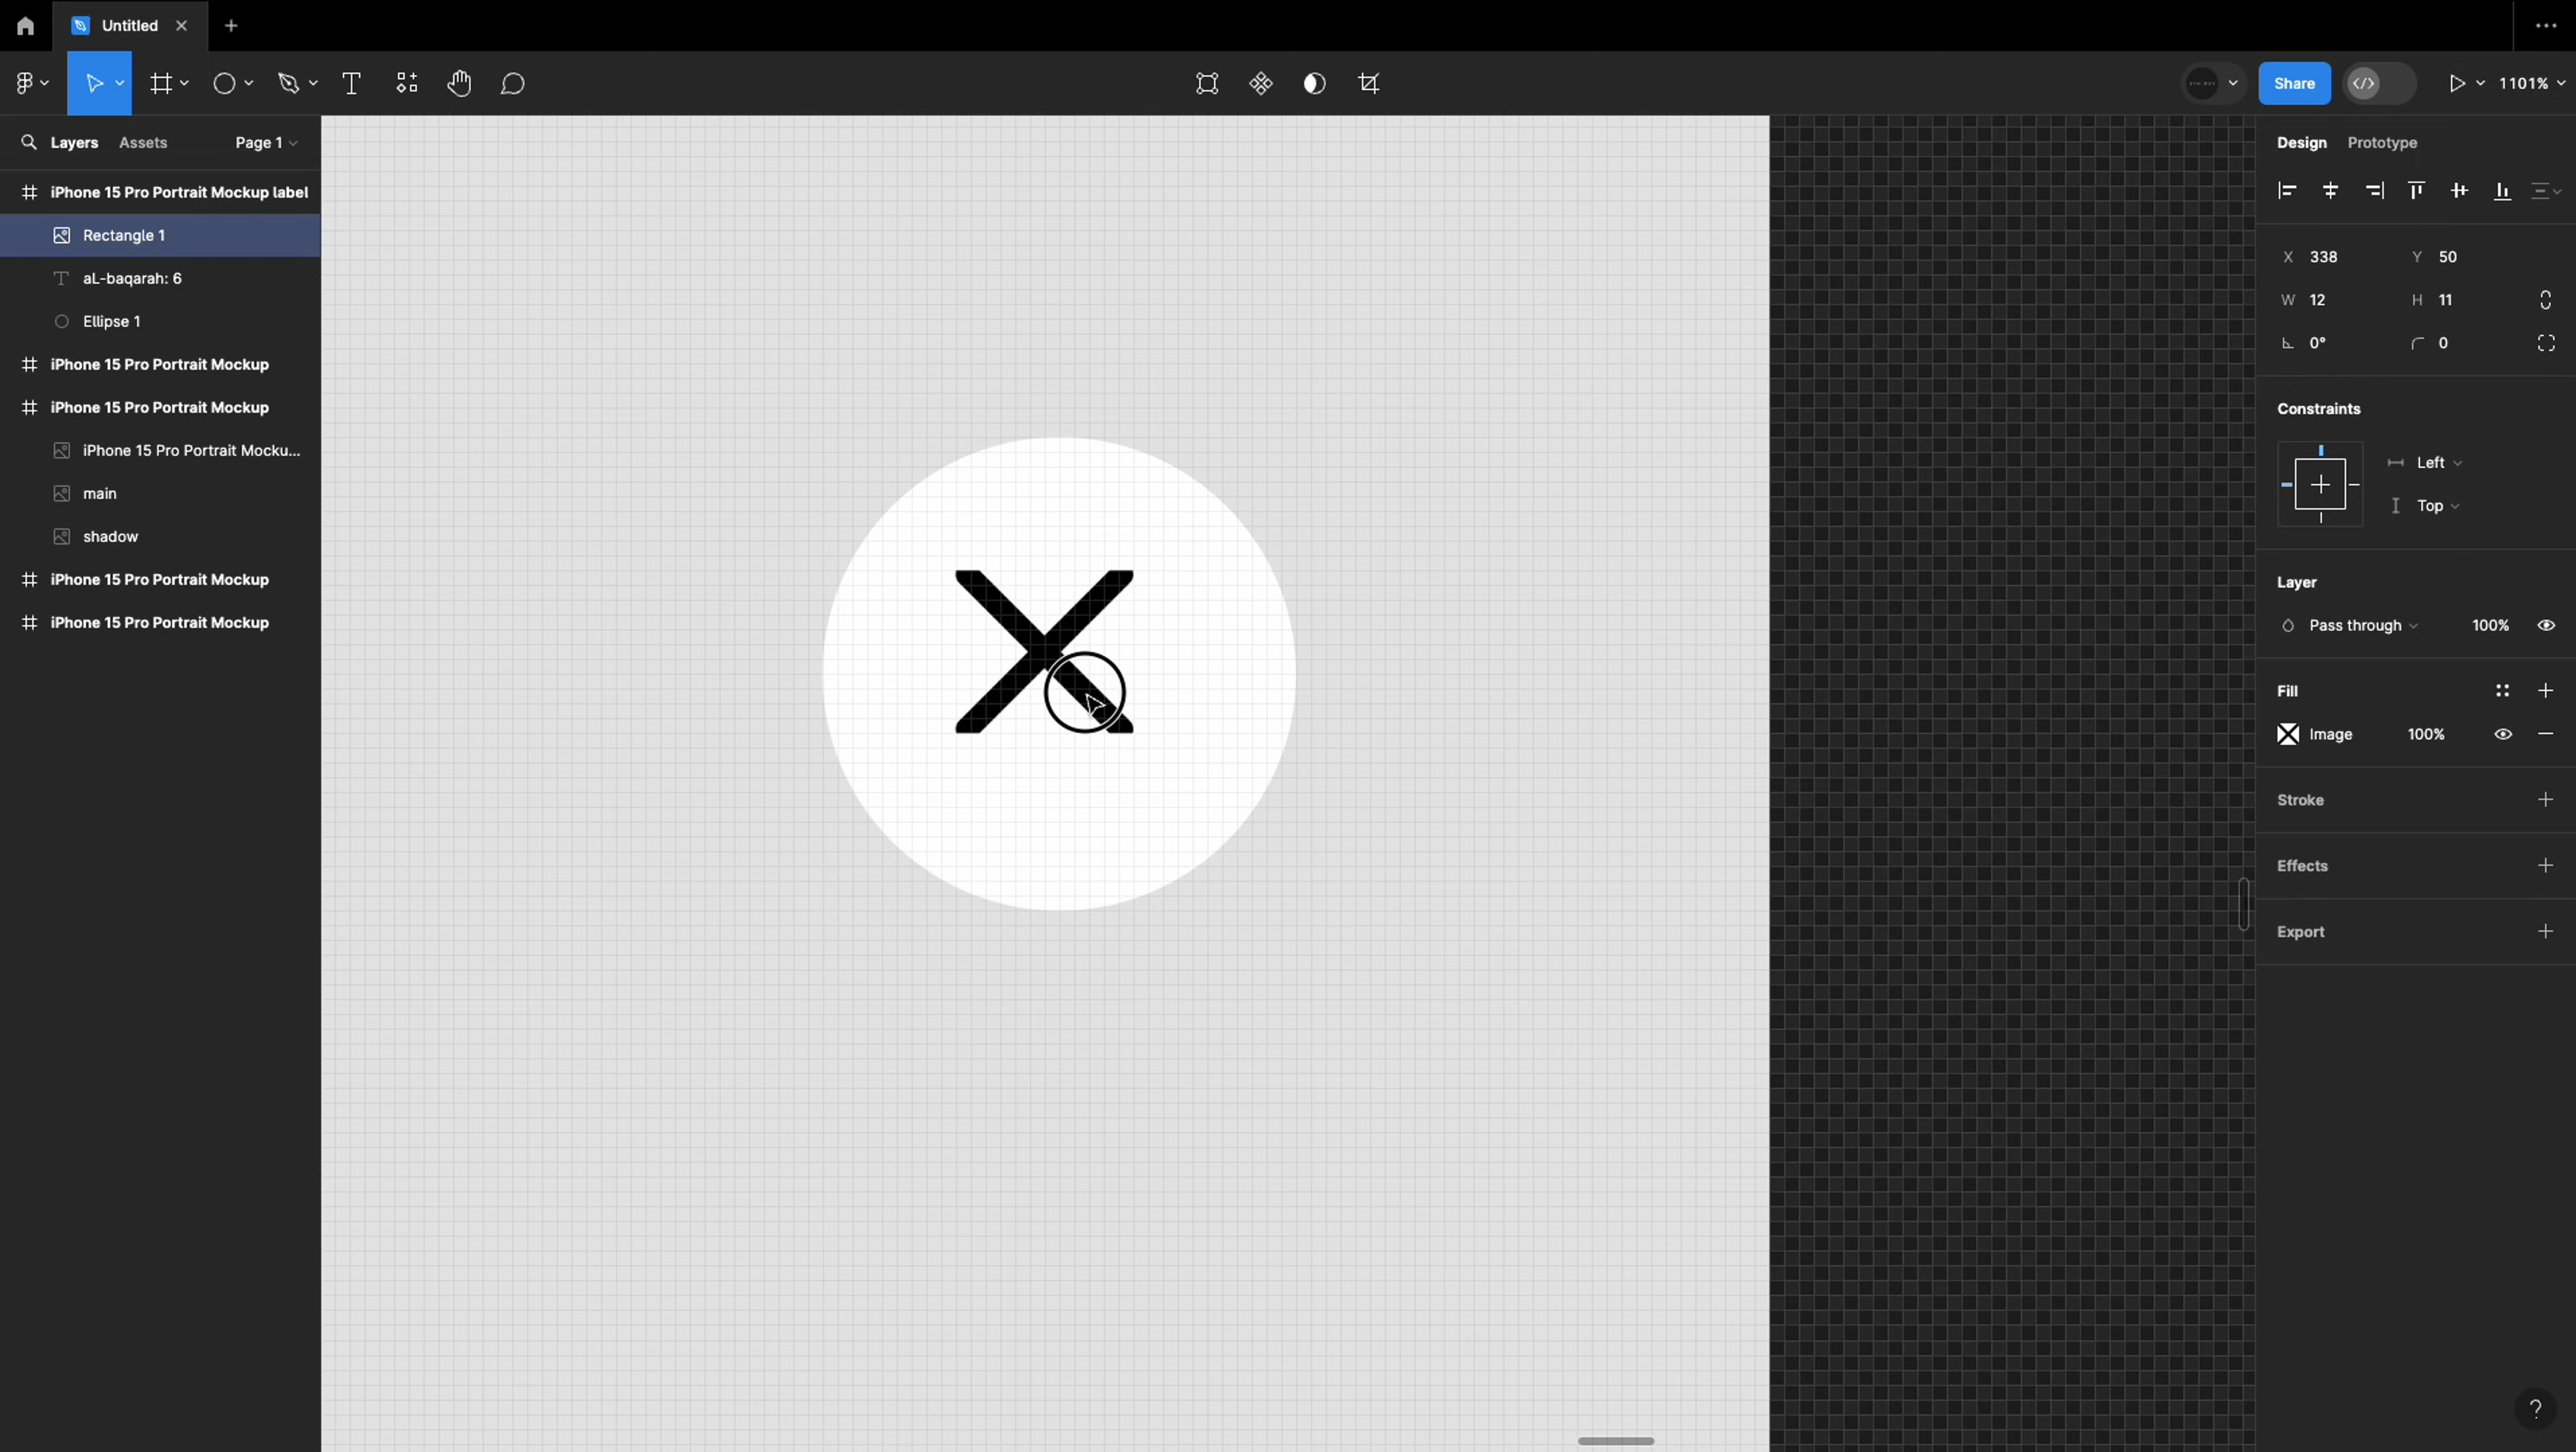 Untitled
Share
1101%
Layers Assets Page 1
iPhone 15 Pro Portrait Mockup label
Rectangle 1
aL-baqarah: 6
Ellipse 1
iPhone 15 Pro Portrait Mockup
iPhone 15 Pro Portrait Mockup
iPhone 15 Pro Portrait Mocku...
main
shadow
iPhone 15 Pro Portrait Mockup
iPhone 15 Pro Portrait Mockup
Design Prototype
X 338 Y 50
W 12 H 11
0° 0
Constraints
Left
Top
Layer
Pass through 100%
Fill
Image 100%
Stroke
Effects
Export
?